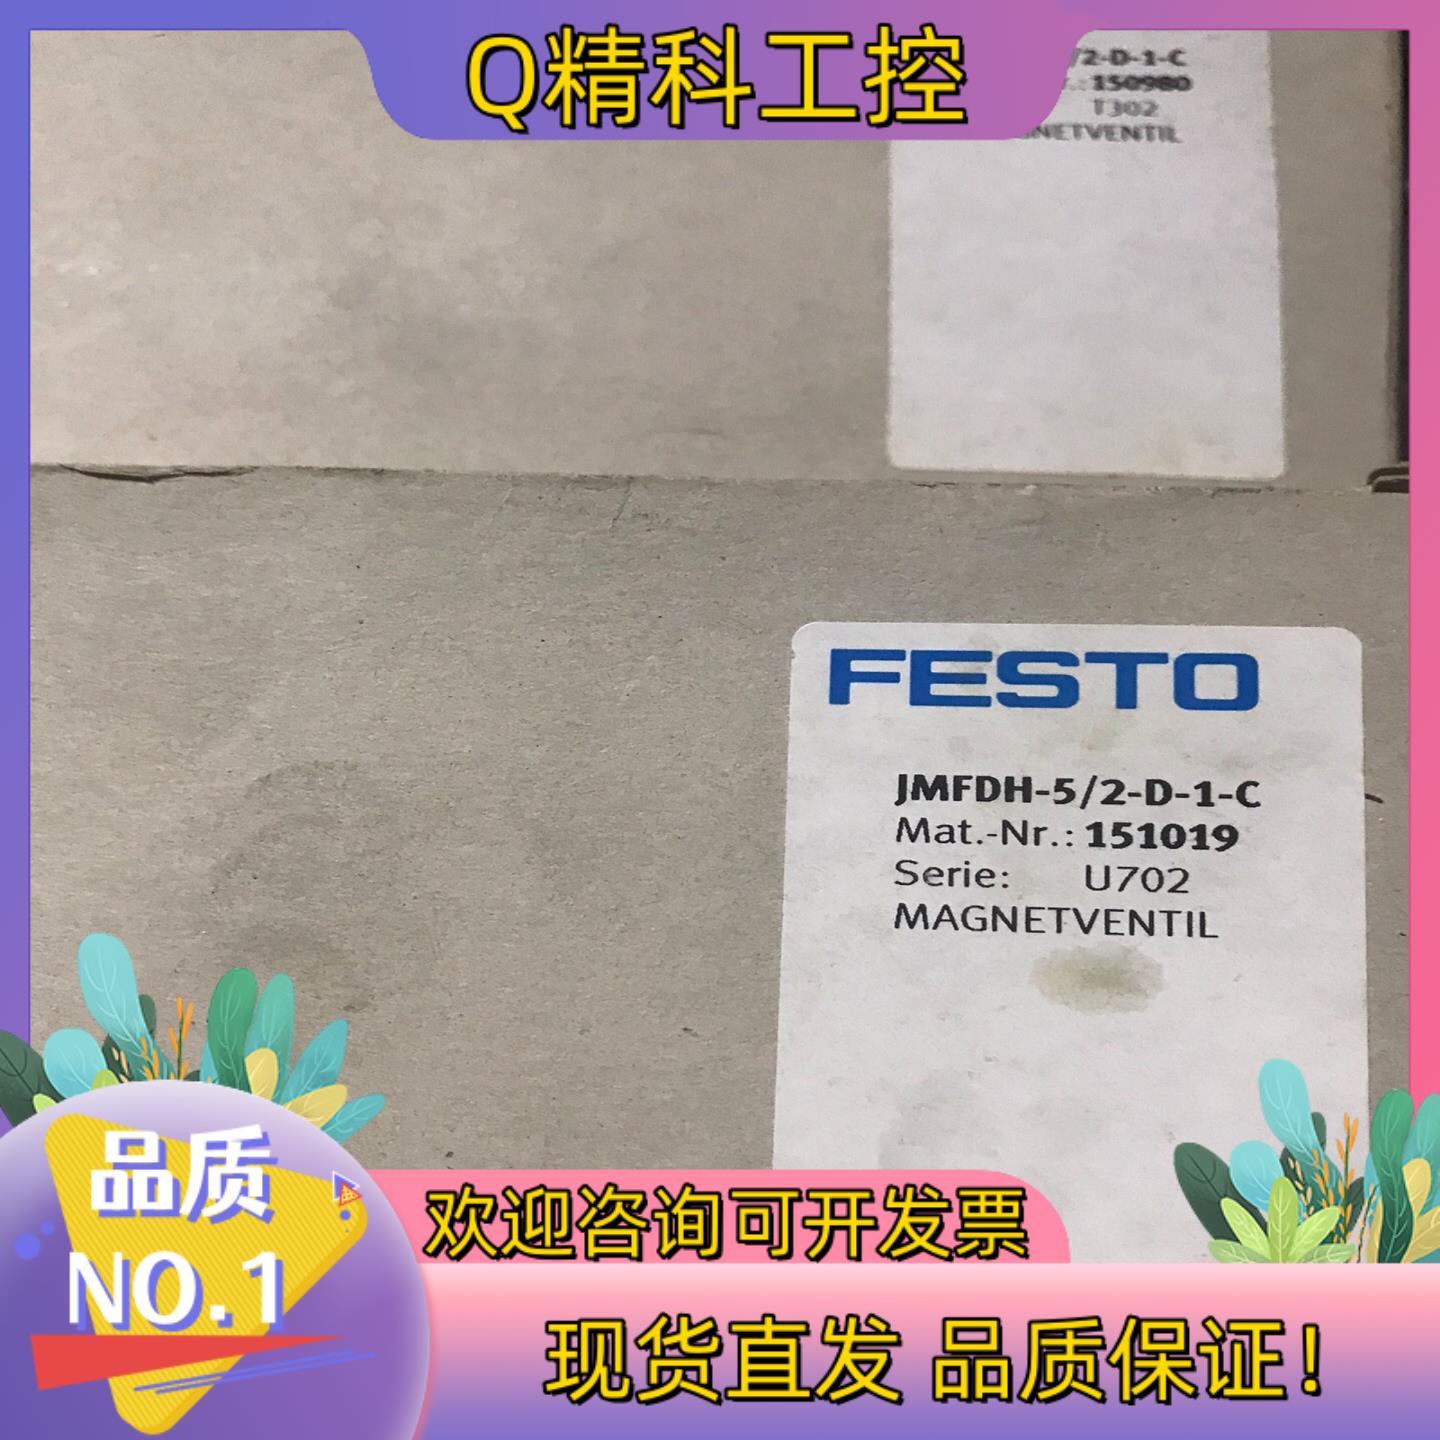 Q精科工控
/2-D-1-C
150980
T302
NETVENTIL
FESTO
JMFDH-5/2-D-1-C
Mat.-Nr.: 151019
Serie: U702
MAGNETVENTIL
品质
NO.1
欢迎咨询可开发票
现货直发 品质保证！